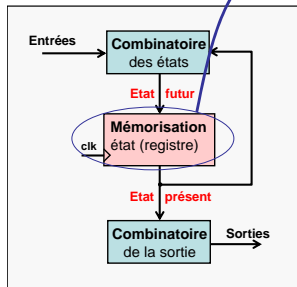 Entrées
Combinatoire
des états
Etat futur
Mémorisation
état (registre)
clk
Etat présent
Combinatoire
de la sortie
Sorties